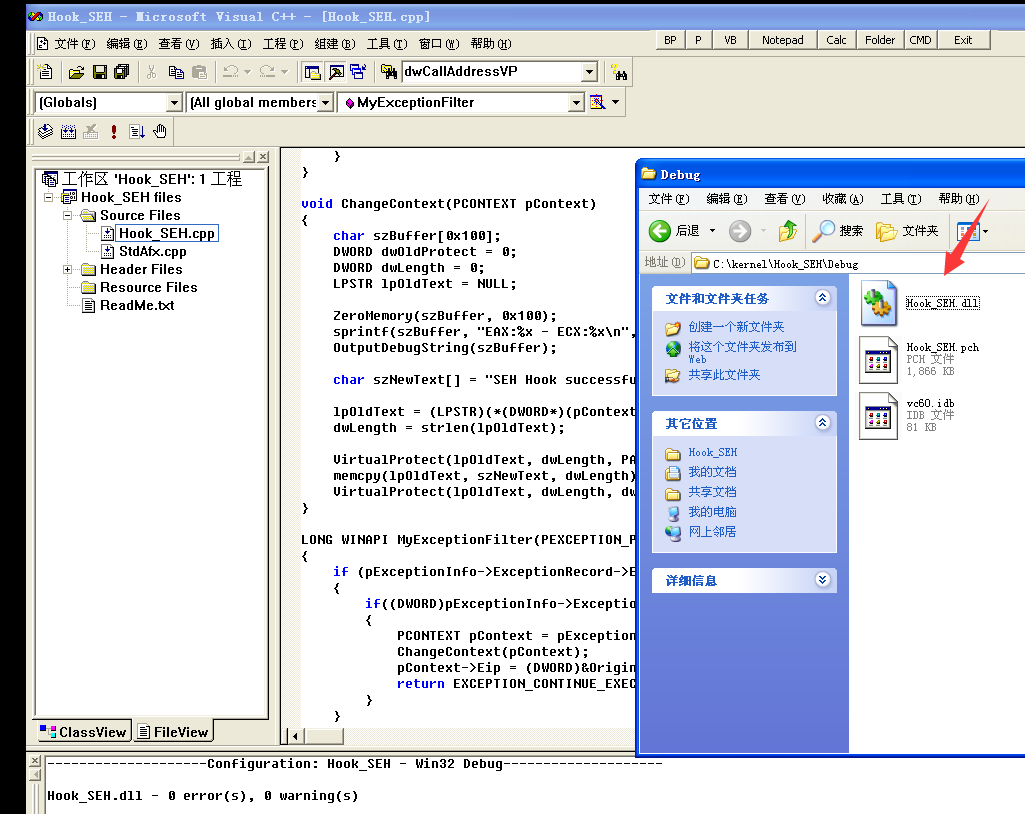 Hook_SEH - Microsoft Visual C++ - [Hook_SEH.cpp]
文件(F) 编辑(E) 查看(V) 插入(I) 工程(P) 组建(B) 工具(T) 窗口(W) 帮助(H)
BP P VB Notepad Calc Folder CMD Exit
dwCallAddressVP
(Globals) (All global members MyExceptionFilter
工作区 'Hook_SEH': 1 工程
Hook_SEH files
Source Files
Hook_SEH.cpp
StdAfx.cpp
Header Files
Resource Files
ReadMe.txt
ClassView FileView
}
}
void ChangeContext(PCONTEXT pContext)
{
char szBuffer[0x100];
DWORD dwOldProtect = 0;
DWORD dwLength = 0;
LPSTR lpOldText = NULL;
ZeroMemory(szBuffer, 0x100);
sprintf(szBuffer, "EAX:%x - ECX:%x\n",
OutputDebugString(szBuffer);
char szNewText[] = "SEH Hook successfu
lpOldText = (LPSTR)(*(DWORD*)(pContext
dwLength = strlen(lpOldText);
VirtualProtect(lpOldText, dwLength, PA
memcpy(lpOldText, szNewText, dwLength)
VirtualProtect(lpOldText, dwLength, dw
}
LONG WINAPI MyExceptionFilter(PEXCEPTION_P
{
if (pExceptionInfo->ExceptionRecord->E
{
if((DWORD)pExceptionInfo->Exceptio
{
PCONTEXT pContext = pException
ChangeContext(pContext);
pContext->Eip = (DWORD)&Origin
return EXCEPTION_CONTINUE_EXEC
}
}
Debug
文件(F) 编辑(E) 查看(V) 收藏(A) 工具(T) 帮助(H)
后退 搜索 文件夹
地址(D) C:\kernel\Hook_SEH\Debug
文件和文件夹任务
创建一个新文件夹
将这个文件夹发布到
Web
共享此文件夹
其它位置
Hook_SEH
我的文档
共享文档
我的电脑
网上邻居
详细信息
Hook_SEH.dll
Hook_SEH.pch
PCH 文件
1,866 KB
vc60.idb
IDB 文件
81 KB
--------------------Configuration: Hook_SEH - Win32 Debug--------------------
Hook_SEH.dll - 0 error(s), 0 warning(s)